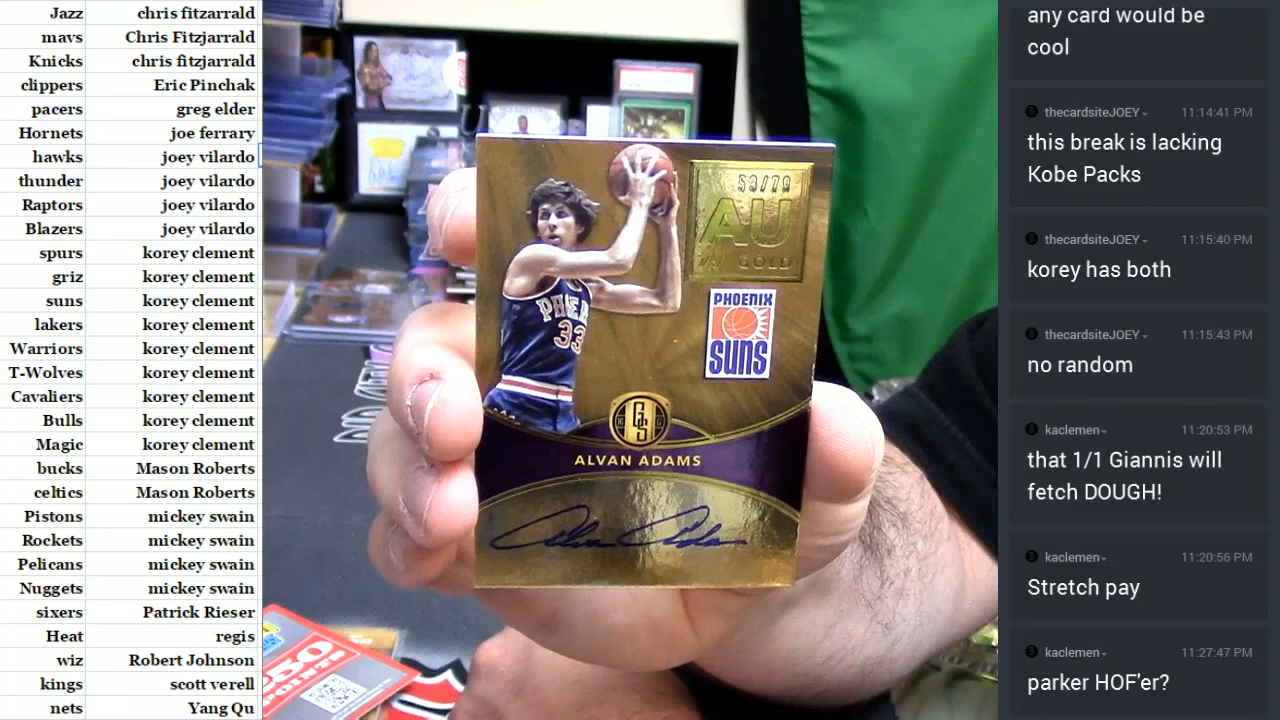 Jazz chris fitzarrald
mavs Chris Fitzjarrald
Knicks chris fitzjarrald
clippers Eric Pinchak
pacers greg elder
Hornets joe ferrary
hawks joey vilardo
thunder joey vilardo
Raptors joey vilardo
Blazers joey vilardo
spurs korey clement
griz korey clement
suns korey clement
lakers korey clement
Warriors korey clement
T-Wolves korey clement
Cavaliers korey clement
Bulls korey clement
Magic korey clement
bucks Mason Roberts
celtics Mason Roberts
Pistons mickey swain
Rockets mickey swain
Pelicans mickey swain
Nuggets mickey swain
sixers Patrick Rieser
Heat regis
wiz Robert Johnson
kings scott verell
nets Yang Qu
53/79
AU
79 GOLD
PHOENIX
SUNS
33
GS
ALVAN ADAMS
Alvan Adams
any card would be
cool
thecardsiteJOEY 11:14:41 PM
this break is lacking
Kobe Packs
thecardsiteJOEY 11:15:40 PM
korey has both
thecardsiteJOEY 11:15:43 PM
no random
kaclemen 11:20:53 PM
that 1/1 Giannis will
fetch DOUGH!
kaclemen 11:20:56 PM
Stretch pay
kaclemen 11:27:47 PM
parker HOF'er?